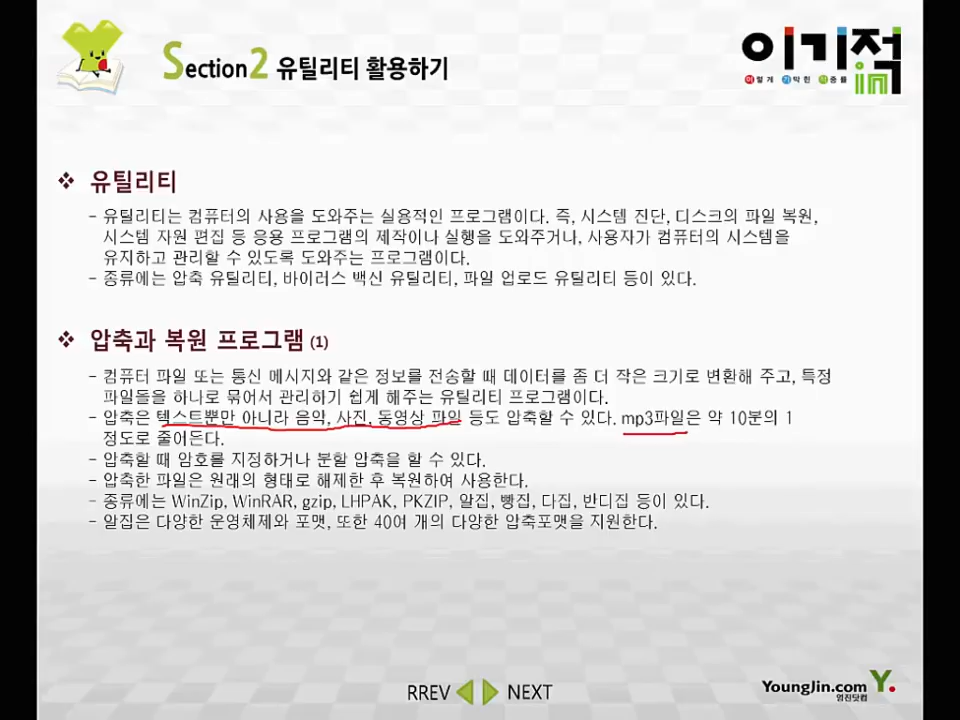 Section2 유틸리티 활용하기
이기적in
이렇게 기막힌 적중률
❖ 유틸리티
- 유틸리티는 컴퓨터의 사용을 도와주는 실용적인 프로그램이다. 즉, 시스템 진단, 디스크의 파일 복원,
시스템 자원 편집 등 응용 프로그램의 제작이나 실행을 도와주거나, 사용자가 컴퓨터의 시스템을
유지하고 관리할 수 있도록 도와주는 프로그램이다.
- 종류에는 압축 유틸리티, 바이러스 백신 유틸리티, 파일 업로드 유틸리티 등이 있다.
❖ 압축과 복원 프로그램 (1)
- 컴퓨터 파일 또는 통신 메시지와 같은 정보를 전송할 때 데이터를 좀 더 작은 크기로 변환해 주고, 특정
파일들을 하나로 묶어서 관리하기 쉽게 해주는 유틸리티 프로그램이다.
- 압축은 텍스트뿐만 아니라 음악, 사진, 동영상 파일 등도 압축할 수 있다. mp3파일은 약 10분의 1
정도로 줄어든다.
- 압축할 때 암호를 지정하거나 분할 압축을 할 수 있다.
- 압축한 파일은 원래의 형태로 해제한 후 복원하여 사용한다.
- 종류에는 WinZip, WinRAR, gzip, LHPAK, PKZIP, 알집, 빵집, 다집, 반디집 등이 있다.
- 알집은 다양한 운영체제와 포맷, 또한 40여 개의 다양한 압축포맷을 지원한다.
RREV NEXT
YoungJin.com Y.
영진닷컴